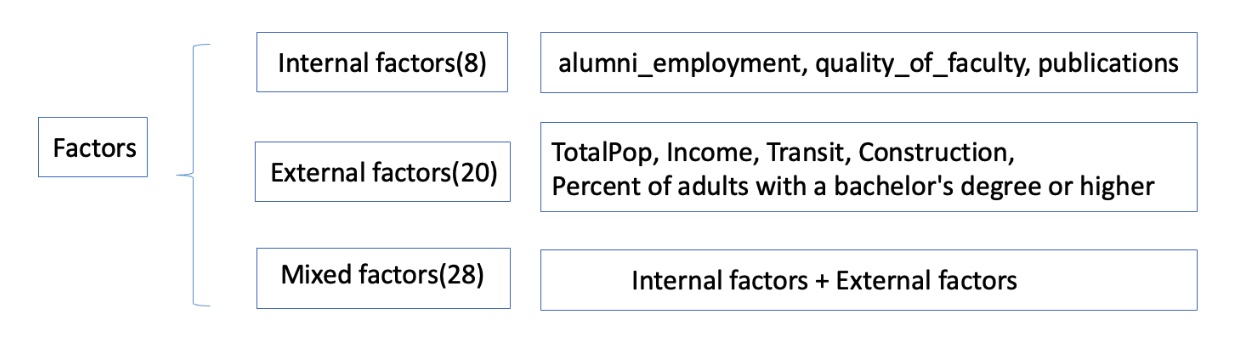 Factors
Internal factors(8)
alumni_employment, quality_of_faculty, publications
External factors(20)
TotalPop, Income, Transit, Construction,
Percent of adults with a bachelor's degree or higher
Mixed factors(28)
Internal factors + External factors